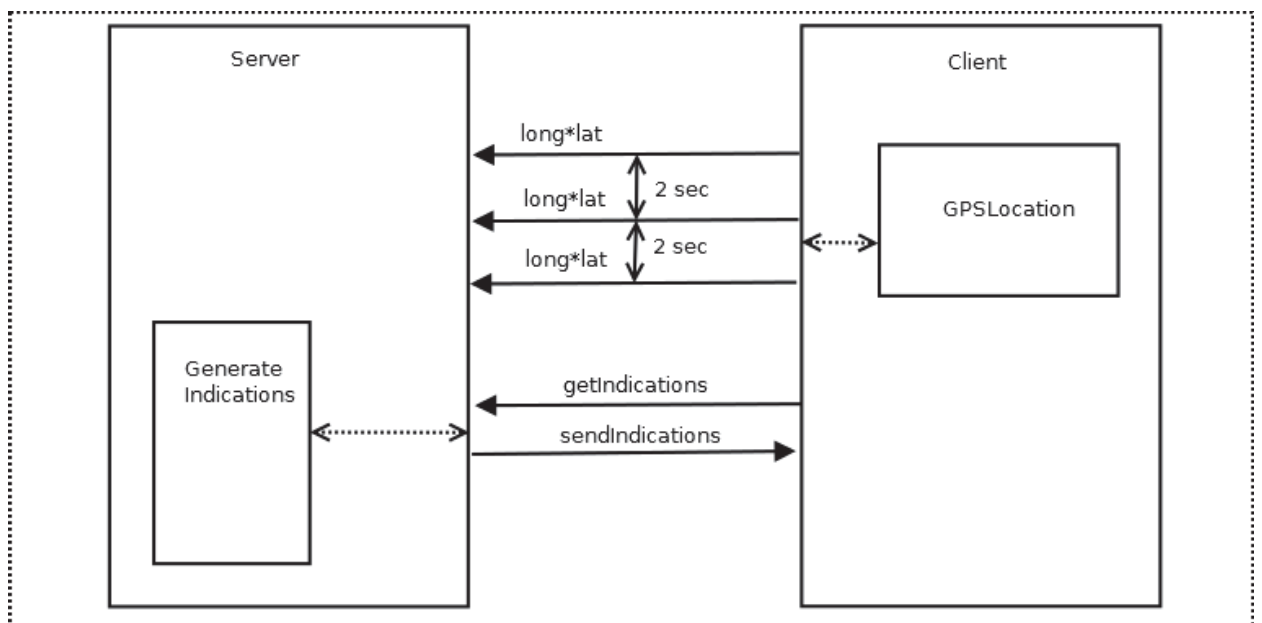 Server
Client
long*lat
2 sec
long*lat
GPSLocation
2 sec
long*lat
Generate
Indications
getIndications
sendIndications